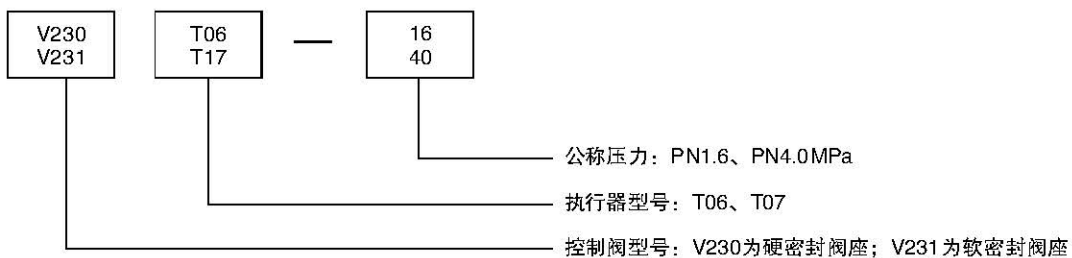 V230 T06 — 16
V231 T17 40
公称压力：PN1.6、PN4.0MPa
执行器型号：T06、T07
控制阀型号：V230为硬密封阀座；V231为软密封阀座